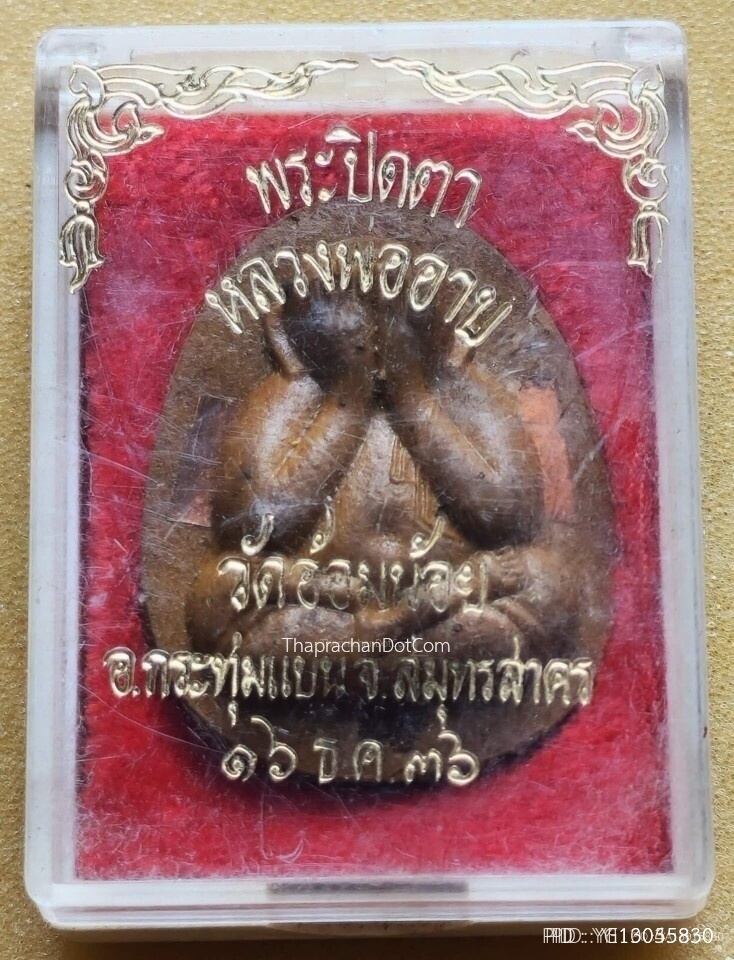 พระปิดตา
หลวงพ่ออาบ
วัดอ้อมน้อย
ThaprachanDotCom
อ.กระทุ่มแบน จ.สมุทรสาคร
๑๖ ธ.ค. ๓๖